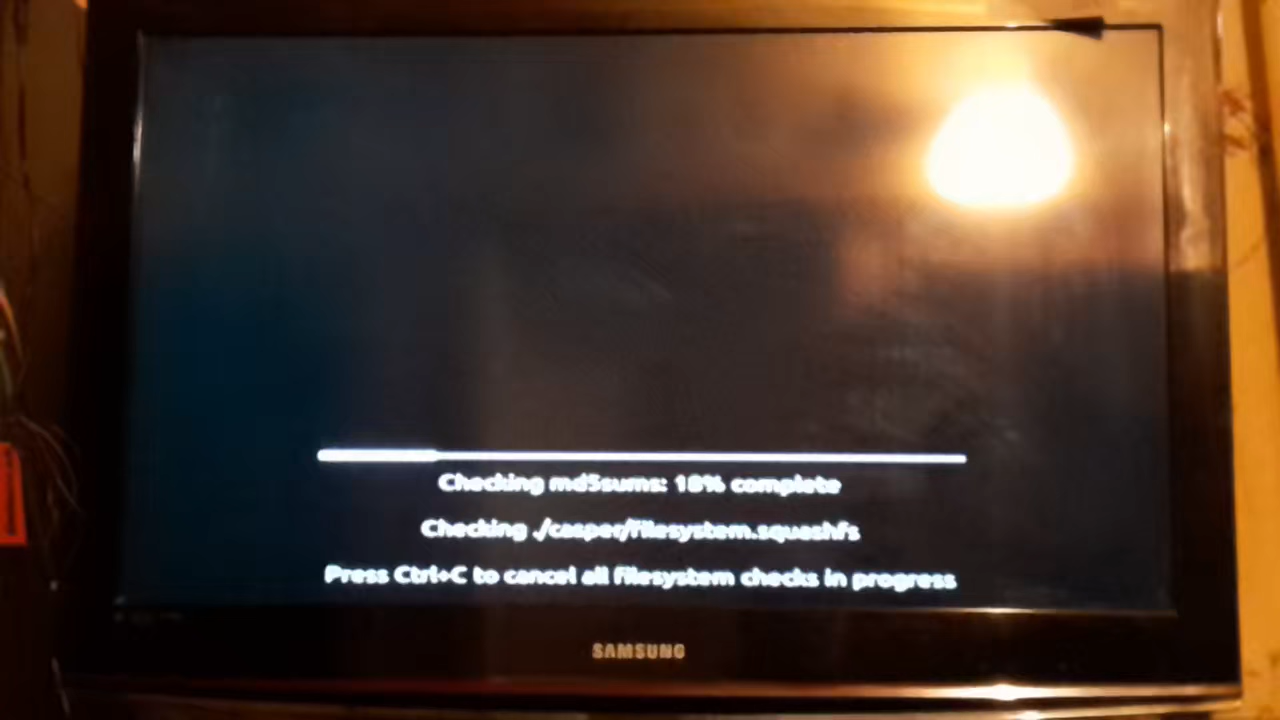 Checking md5sums: 18% complete
Checking ./casper/filesystem.squashfs
Press Ctrl+C to cancel all filesystem checks in progress
SAMSUNG